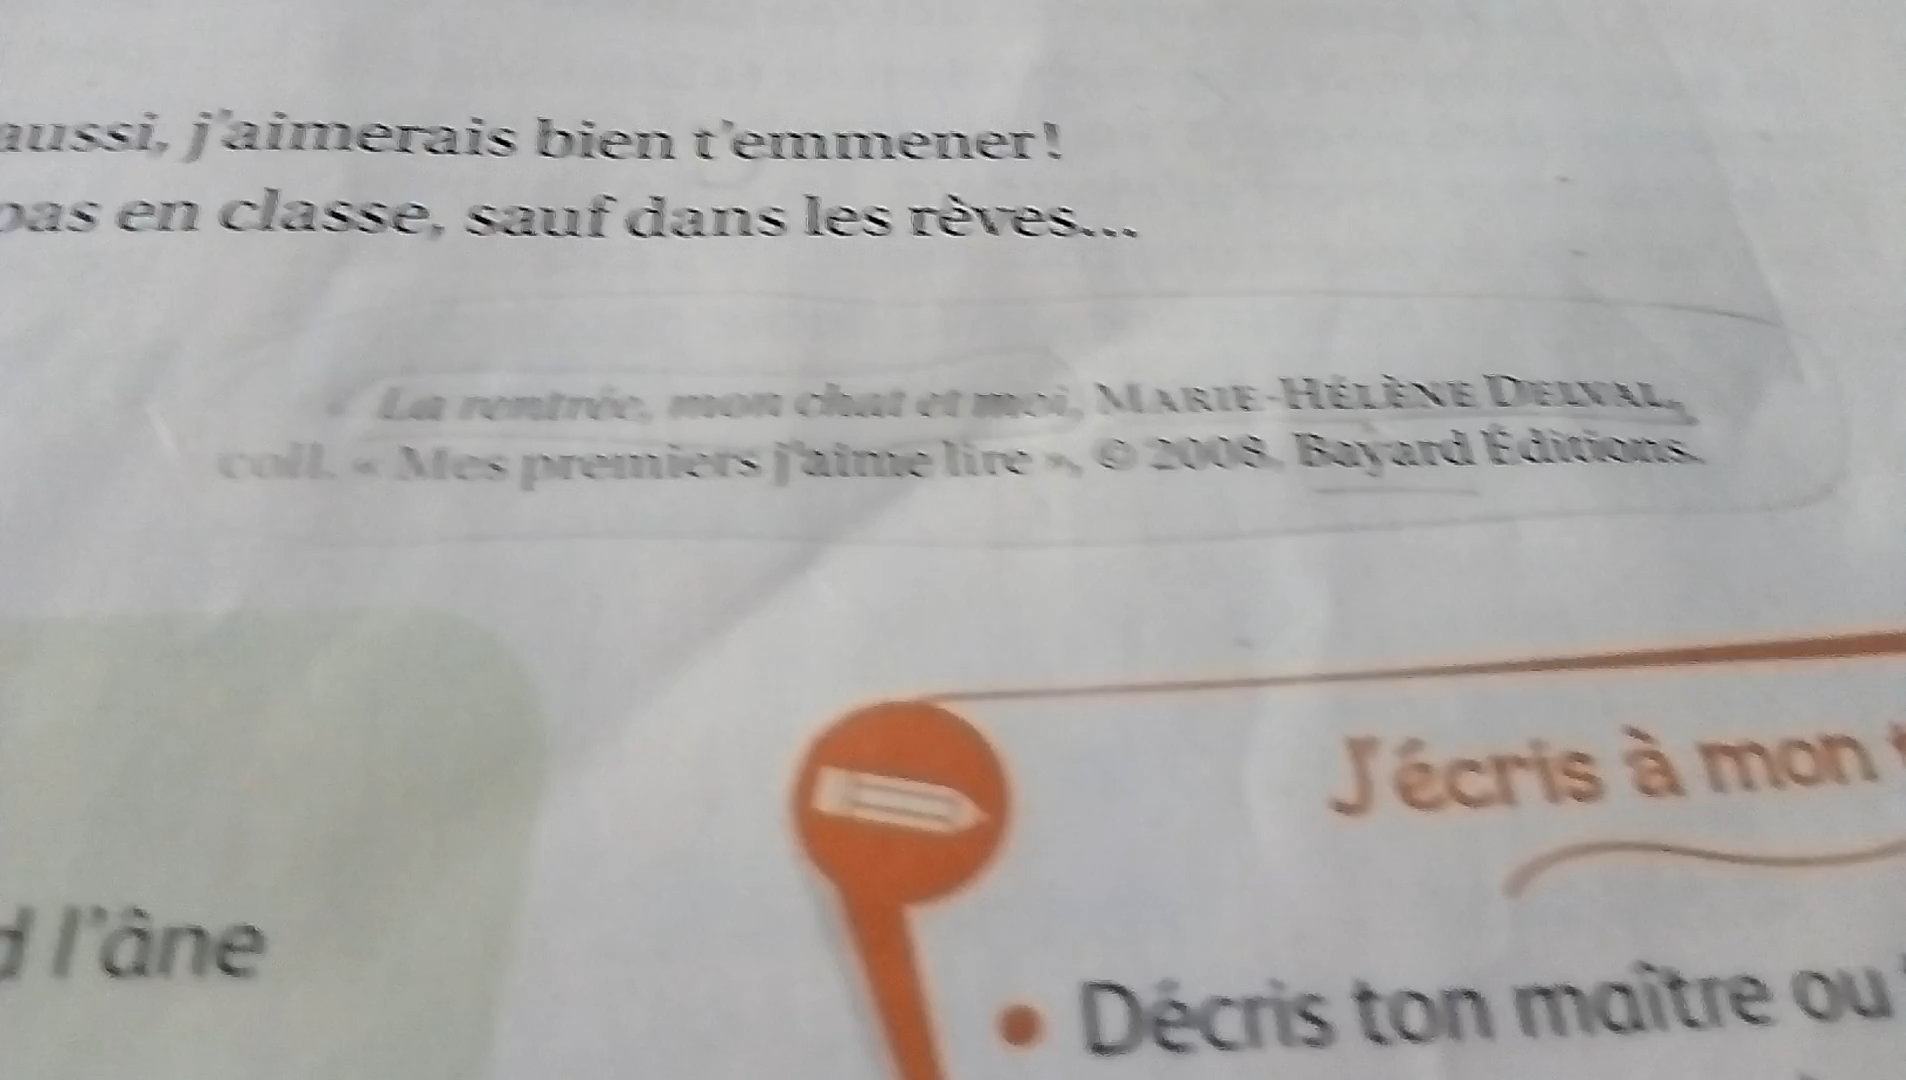 aussi, j'aimerais bien t'emmener!
pas en classe, sauf dans les rêves...
La rentrée, mon chat et moi, MARIE-HÉLÈNE DELVAL,
coll. « Mes premiers j'aime lire », © 2008, Bayard Éditions.
J'écris à mon
l'âne
• Décris ton maître ou